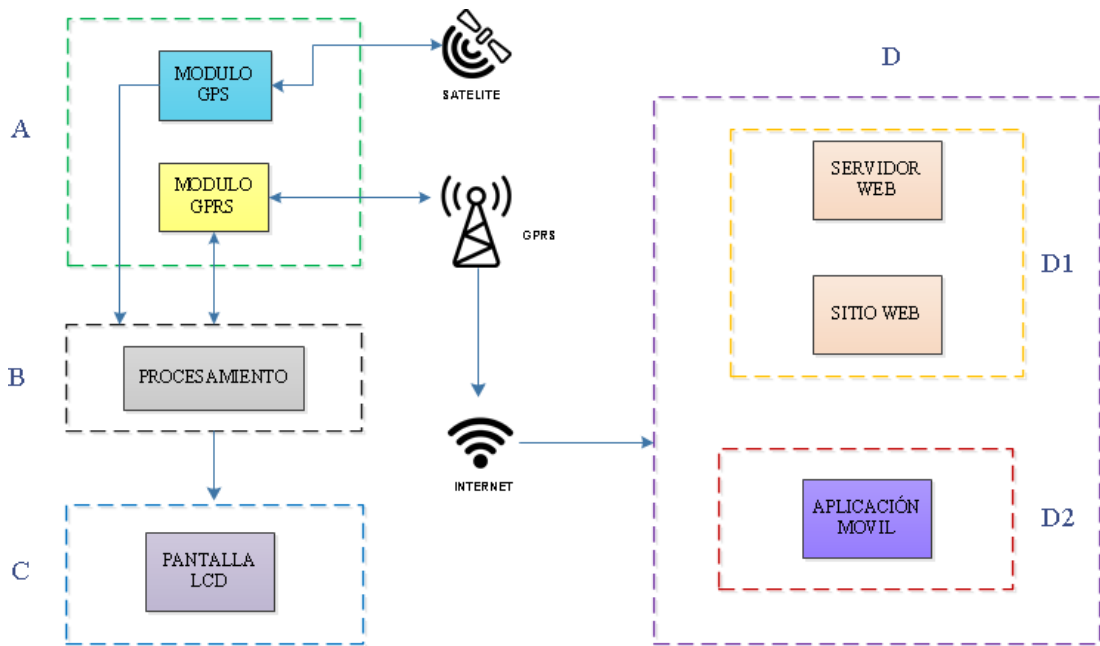 A
MODULO
GPS
MODULO
GPRS
SATELITE
GPRS
B
PROCESAMIENTO
INTERNET
C
PANTALLA
LCD
D
SERVIDOR
WEB
SITIO WEB
D1
APLICACIÓN
MOVIL
D2